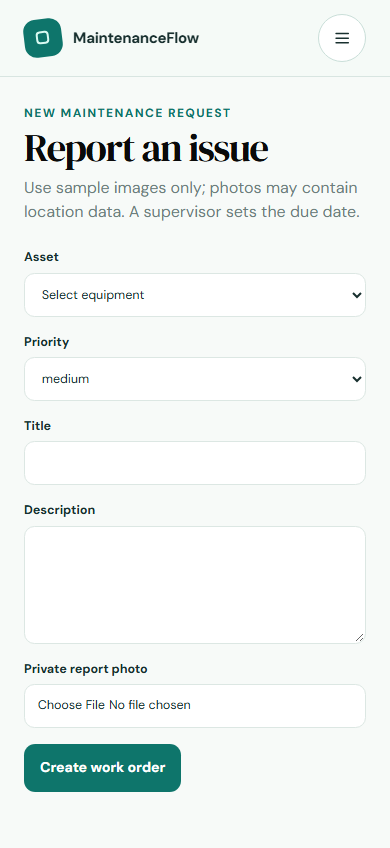 MaintenanceFlow
NEW MAINTENANCE REQUEST
Report an issue
Use sample images only; photos may contain
location data. A supervisor sets the due date.
Asset
Select equipment
Priority
medium
Title
Description
Private report photo
Choose File No file chosen
Create work order